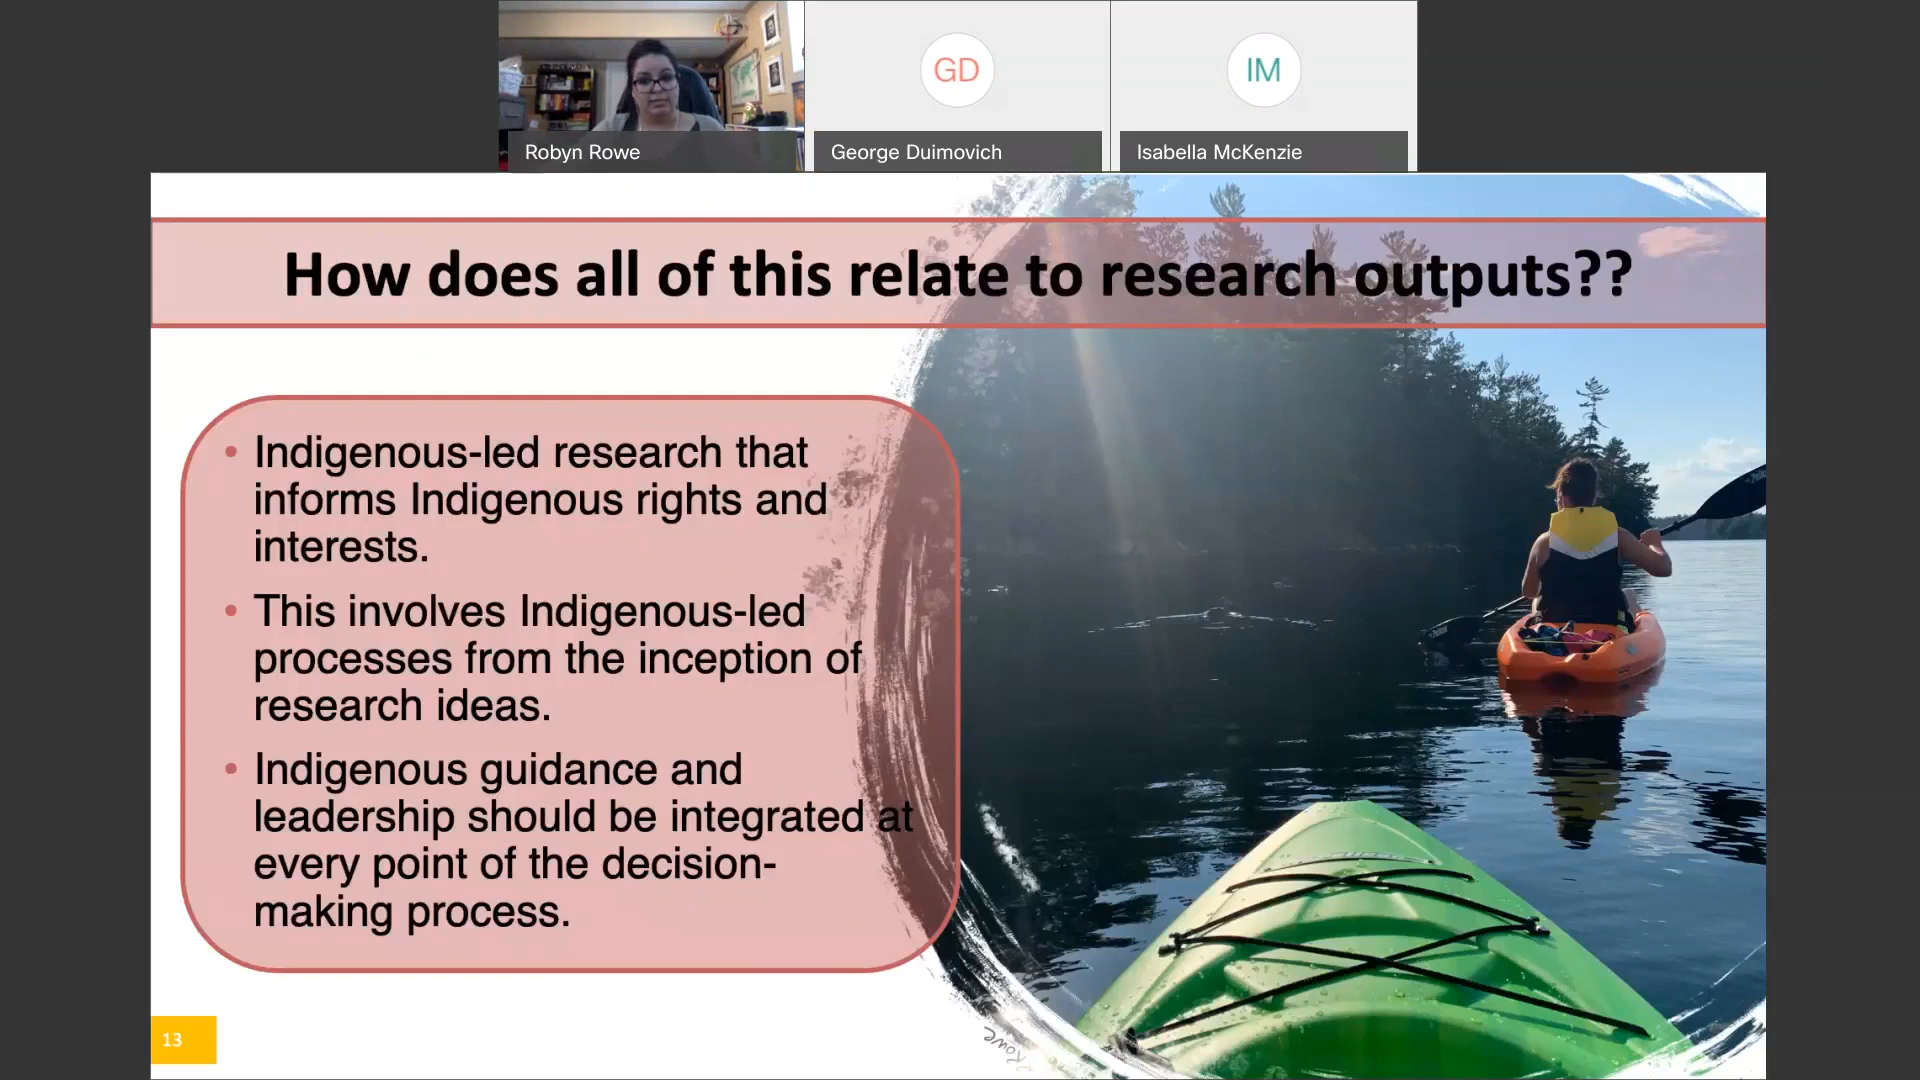 GD
IM
Robyn Rowe
George Duimovich
Isabella McKenzie
How does all of this relate to research outputs??
• Indigenous-led research that
informs Indigenous rights and
interests.
• This involves Indigenous-led
processes from the inception of
research ideas.
• Indigenous guidance and
leadership should be integrated at
every point of the decision-
making process.
13
Rowe